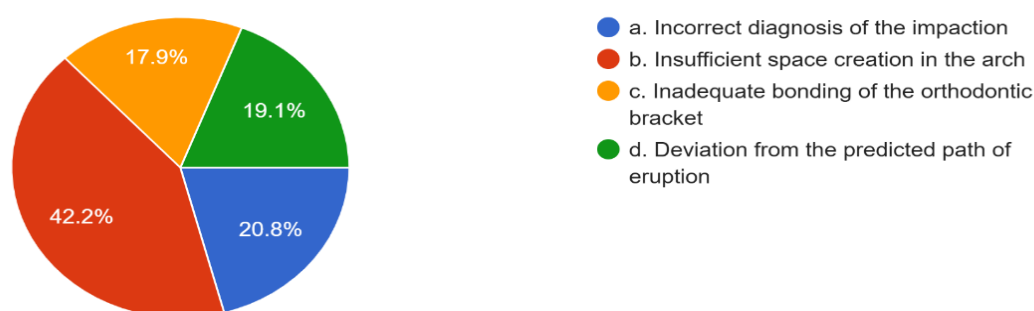 17.9%
19.1%
42.2%
20.8%
a. Incorrect diagnosis of the impaction
b. Insufficient space creation in the arch
c. Inadequate bonding of the orthodontic
bracket
d. Deviation from the predicted path of
eruption